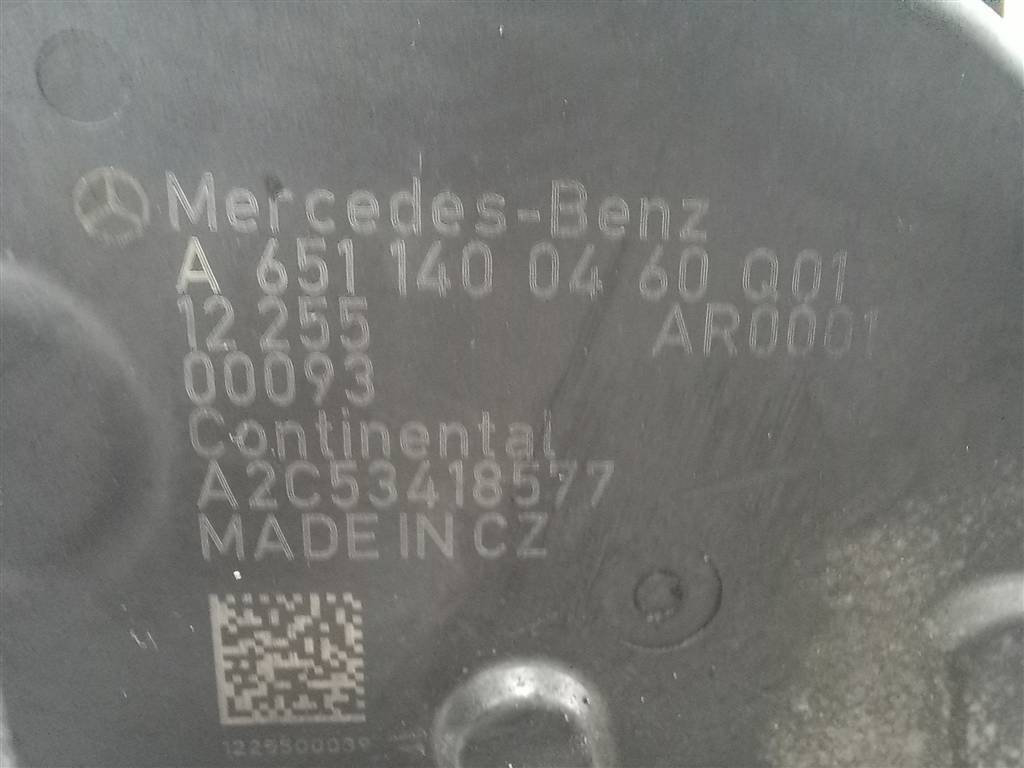 Mercedes-Benz
A 651 140 04 60 Q01
12 255 AR0001
00093
Continental
A2C53418577
MADE IN CZ